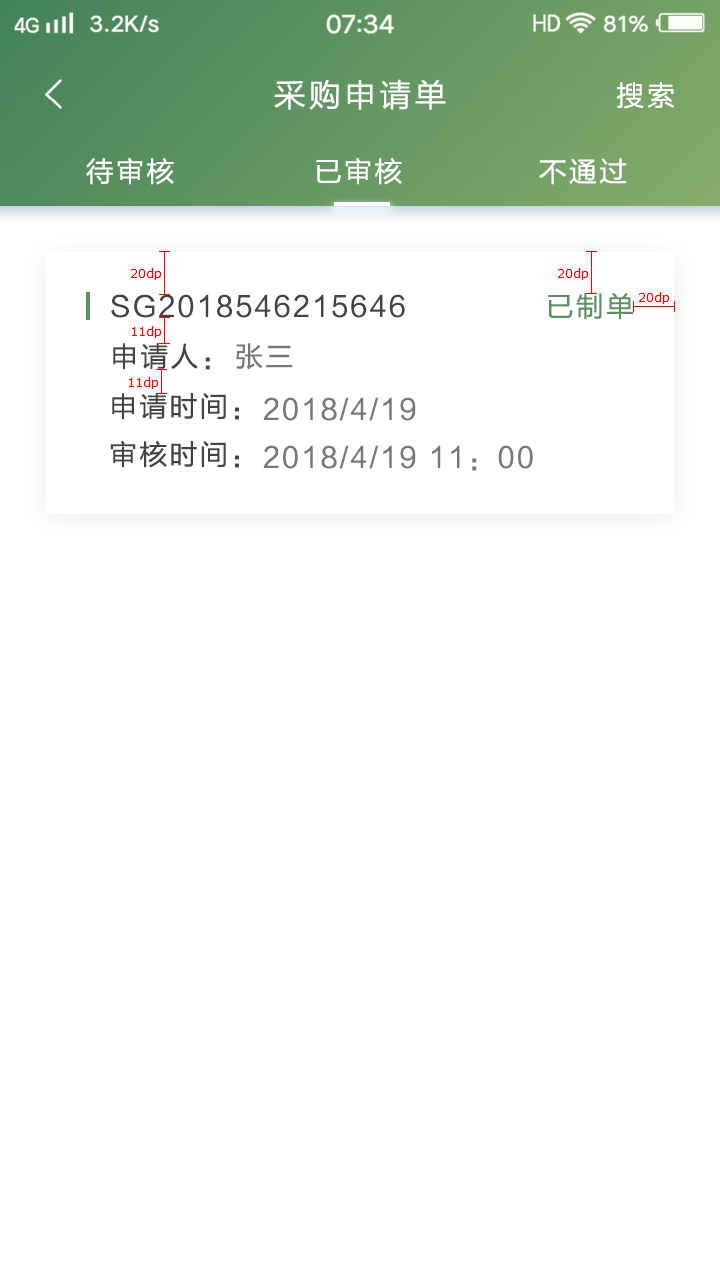 4G 3.2K/s 07:34 HD 81%
采购申请单 搜索
待审核 已审核 不通过
20dp 20dp
SG2018546215646 已制单 20dp
11dp
申请人：张三
11dp
申请时间：2018/4/19
审核时间：2018/4/19 11：00